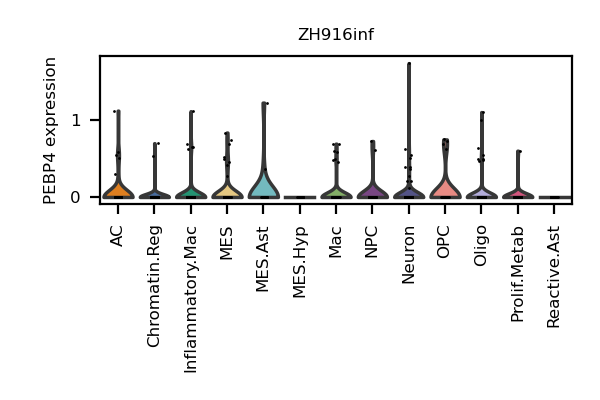 ZH916inf
PEBP4 expression
1
0
AC
Chromatin.Reg
Inflammatory.Mac
MES
MES.Ast
MES.Hyp
Mac
NPC
Neuron
OPC
Oligo
Prolif.Metab
Reactive.Ast